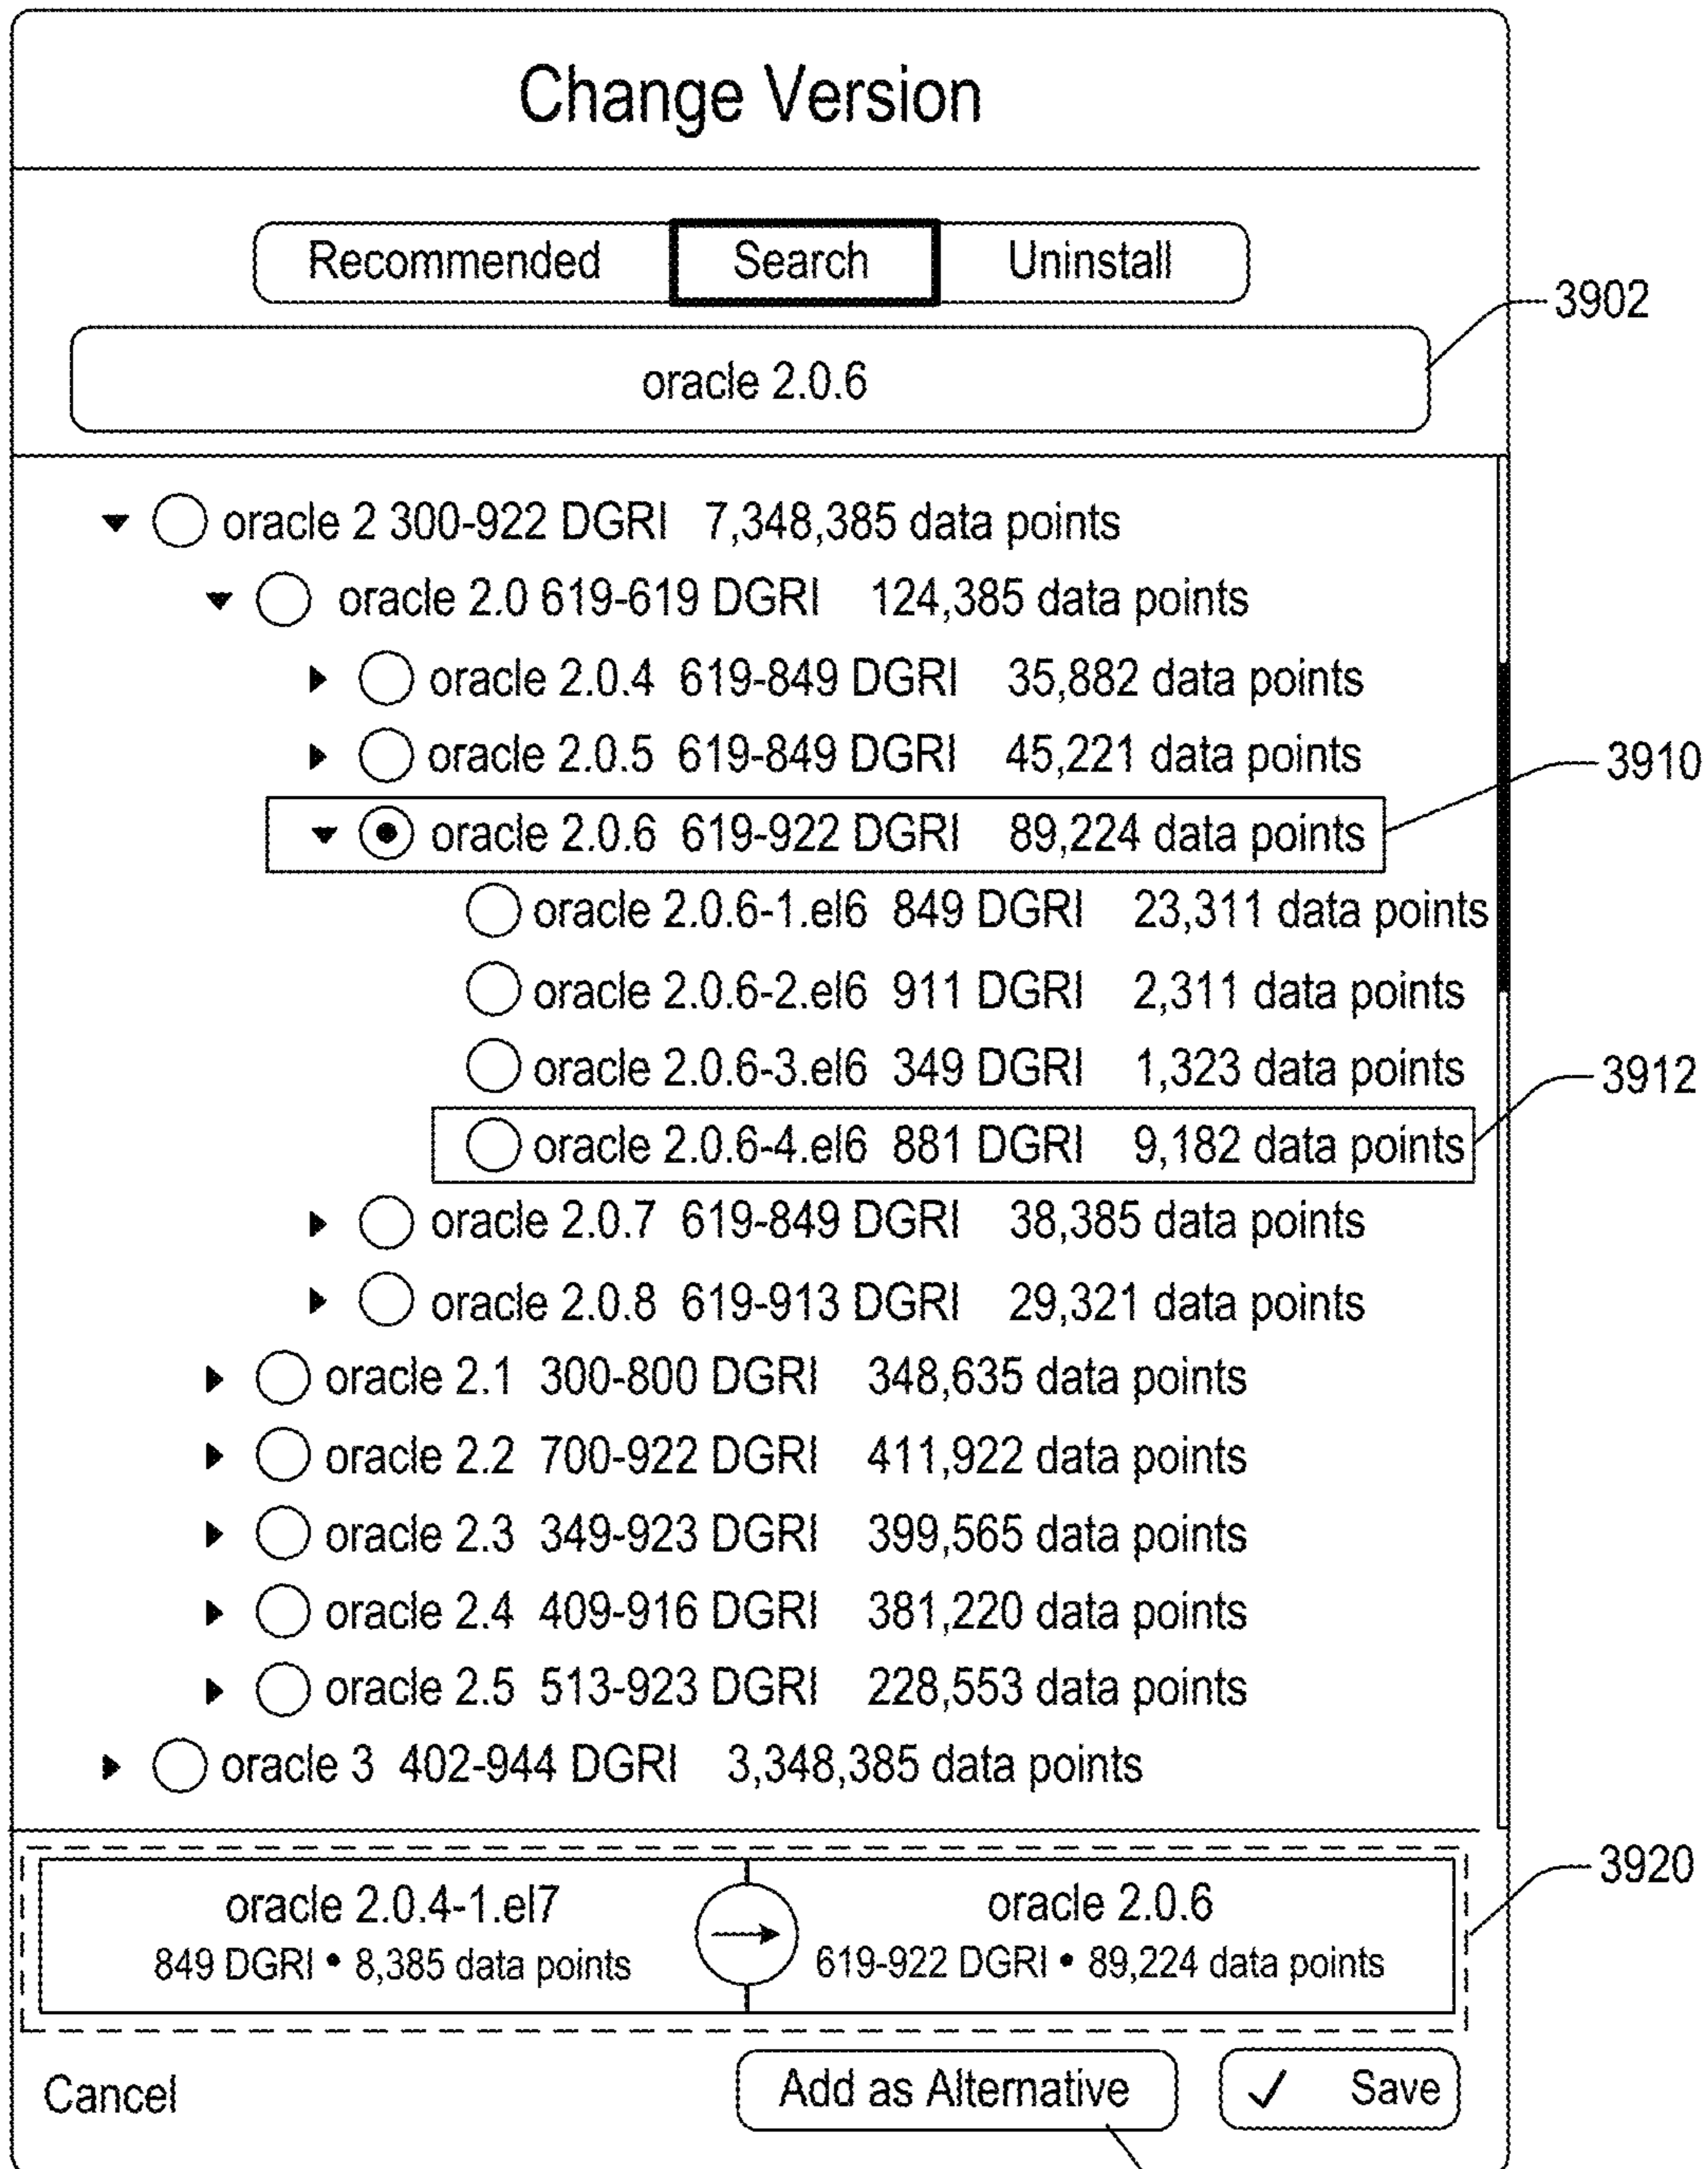 Change Version
Recommended Search Uninstall
3902
oracle 2.0.6
oracle 2 300-922 DGRI 7,348,385 data points
oracle 2.0 619-619 DGRI 124,385 data points
oracle 2.0.4 619-849 DGRI 35,882 data points
oracle 2.0.5 619-849 DGRI 45,221 data points
3910
oracle 2.0.6 619-922 DGRI 89,224 data points
oracle 2.0.6-1.el6 849 DGRI 23,311 data points
oracle 2.0.6-2.el6 911 DGRI 2,311 data points
oracle 2.0.6-3.el6 349 DGRI 1,323 data points
3912
oracle 2.0.6-4.el6 881 DGRI 9,182 data points
oracle 2.0.7 619-849 DGRI 38,385 data points
oracle 2.0.8 619-913 DGRI 29,321 data points
oracle 2.1 300-800 DGRI 348,635 data points
oracle 2.2 700-922 DGRI 411,922 data points
oracle 2.3 349-923 DGRI 399,565 data points
oracle 2.4 409-916 DGRI 381,220 data points
oracle 2.5 513-923 DGRI 228,553 data points
oracle 3 402-944 DGRI 3,348,385 data points
3920
oracle 2.0.4-1.el7
849 DGRI • 8,385 data points
oracle 2.0.6
619-922 DGRI • 89,224 data points
Cancel
Add as Alternative
✓ Save